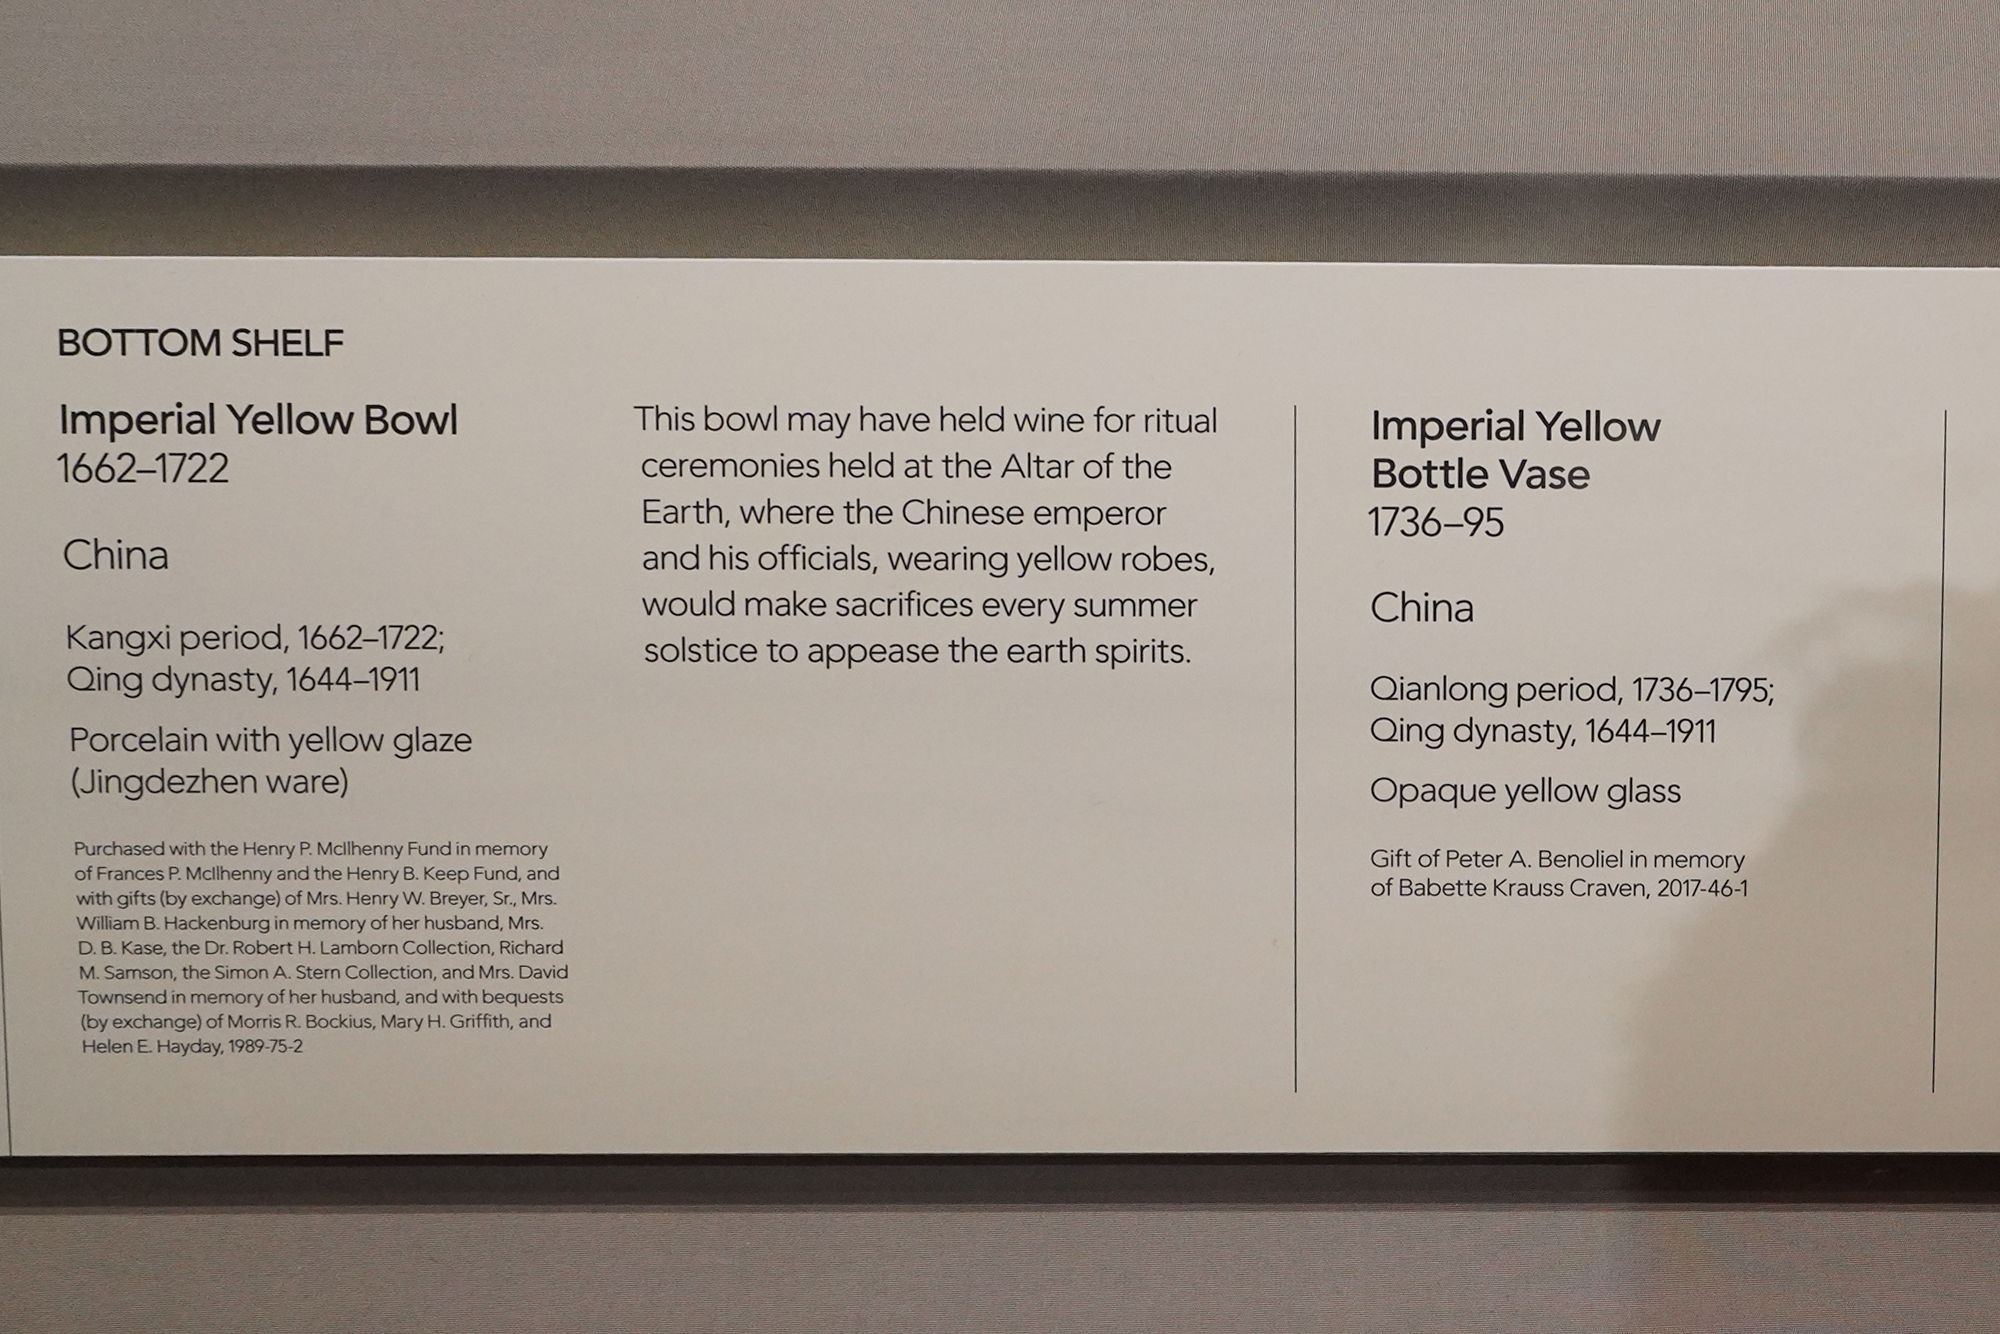 BOTTOM SHELF
Imperial Yellow Bowl
1662–1722
China
Kangxi period, 1662–1722;
Qing dynasty, 1644–1911
Porcelain with yellow glaze
(Jingdezhen ware)
Purchased with the Henry P. McIlhenny Fund in memory
of Frances P. McIlhenny and the Henry B. Keep Fund, and
with gifts (by exchange) of Mrs. Henry W. Breyer, Sr., Mrs.
William B. Hackenburg in memory of her husband, Mrs.
D. B. Kase, the Dr. Robert H. Lamborn Collection, Richard
M. Samson, the Simon A. Stern Collection, and Mrs. David
Townsend in memory of her husband, and with bequests
(by exchange) of Morris R. Bockius, Mary H. Griffith, and
Helen E. Hayday, 1989-75-2
This bowl may have held wine for ritual
ceremonies held at the Altar of the
Earth, where the Chinese emperor
and his officials, wearing yellow robes,
would make sacrifices every summer
solstice to appease the earth spirits.
Imperial Yellow
Bottle Vase
1736–95
China
Qianlong period, 1736–1795;
Qing dynasty, 1644–1911
Opaque yellow glass
Gift of Peter A. Benoliel in memory
of Babette Krauss Craven, 2017-46-1